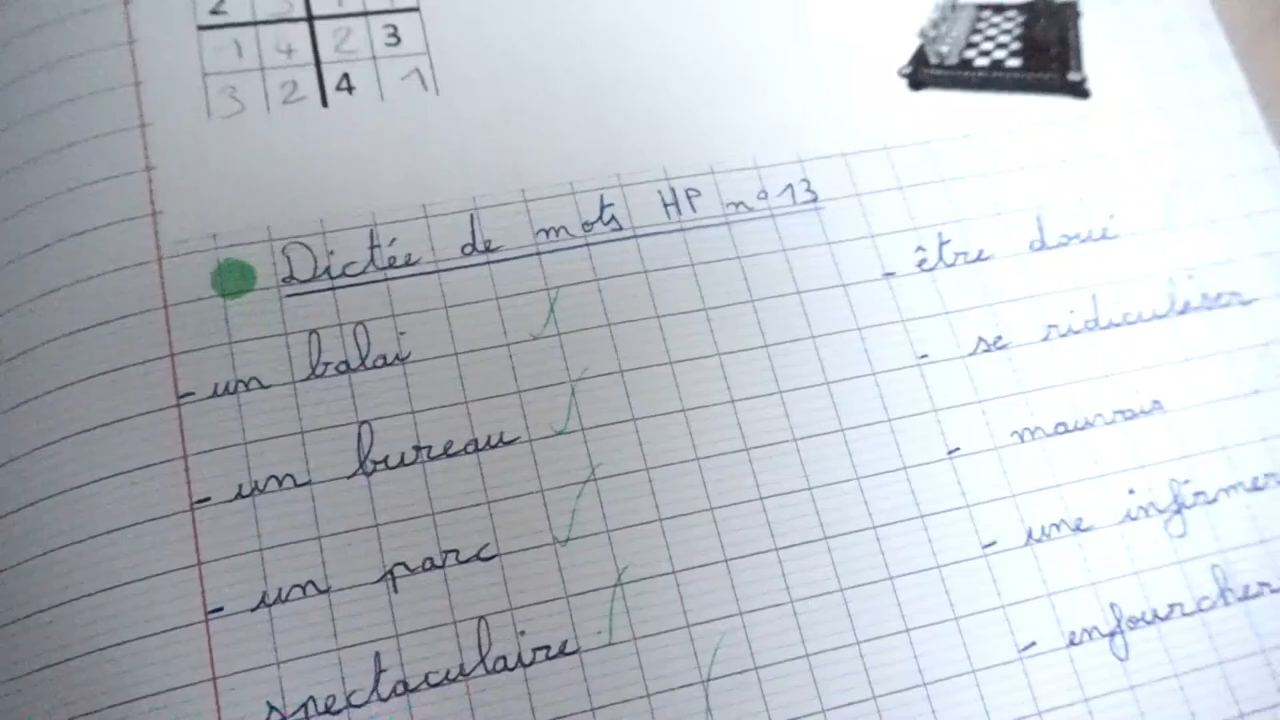 1 4 2 3
3 2 4 1
Dictée de mots HP n°13
- un balai
- un bureau
- un parc
spectaculaire
- être doué
- se ridiculiser
- mauvais
- une
- enfourcher